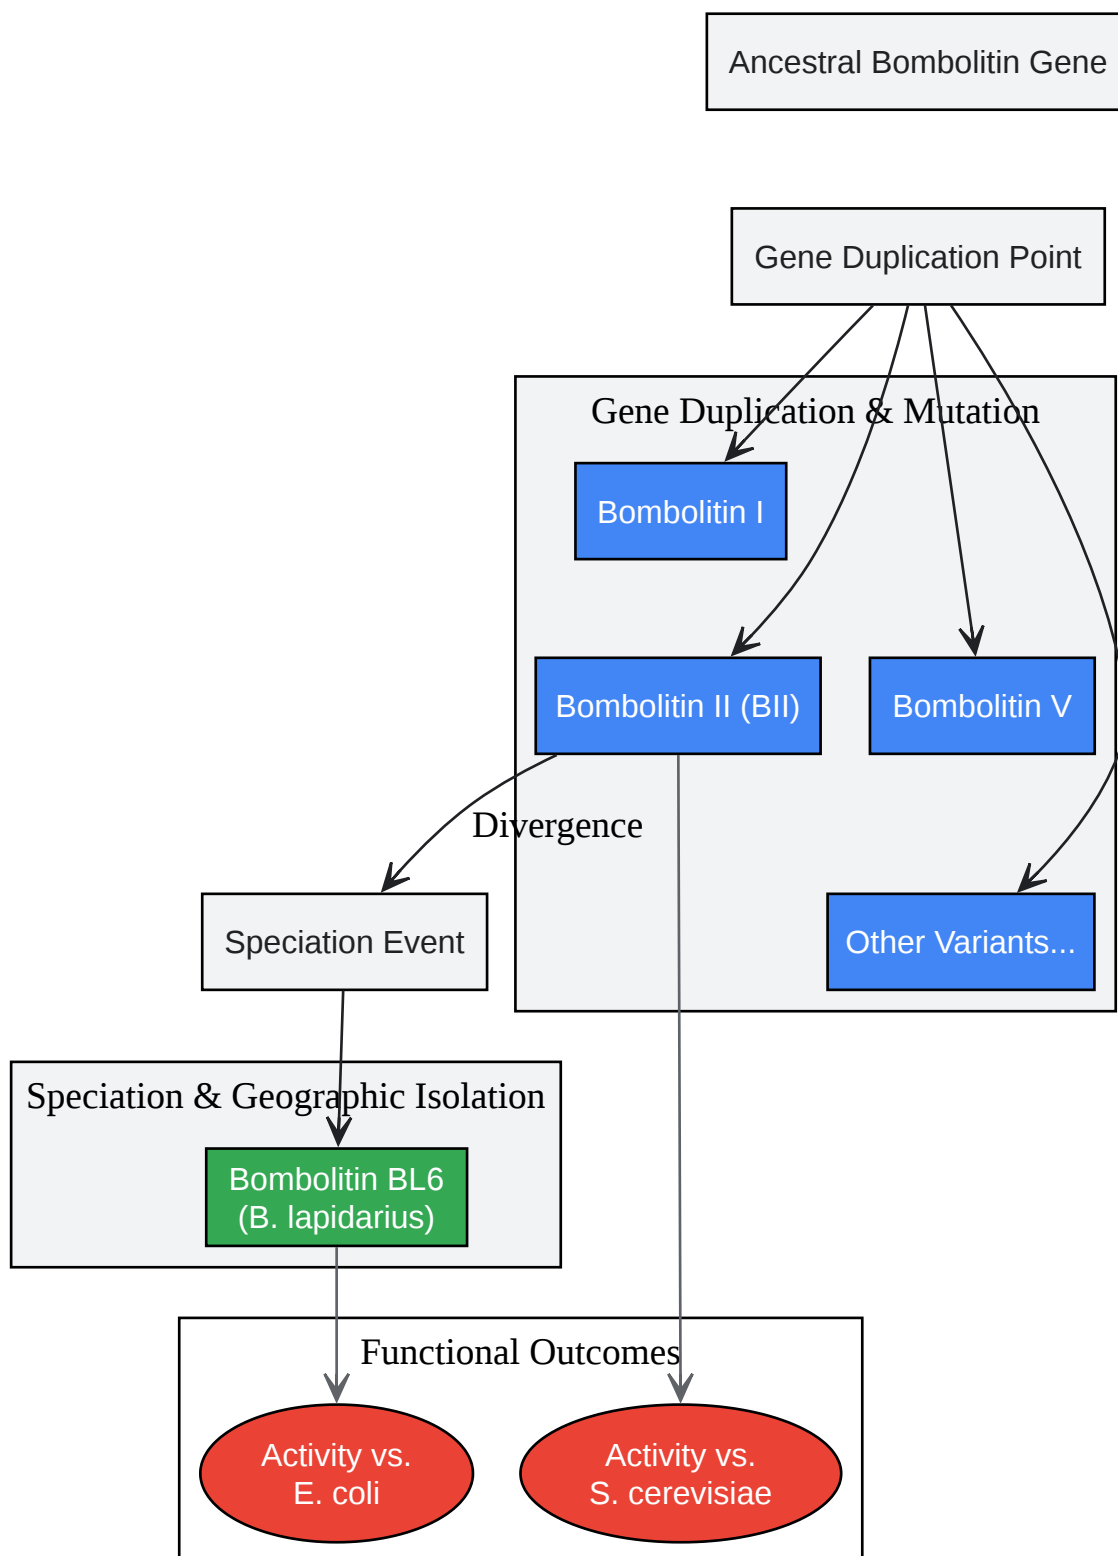 Ancestral Bombolitin Gene
Gene Duplication Point
Gene Duplication & Mutation
Bombolitin I
Bombolitin II (BII)
Bombolitin V
Divergence
Speciation Event
Other Variants...
Speciation & Geographic Isolation
Bombolitin BL6
(B. lapidarius)
Functional Outcomes
Activity vs.
E. coli
Activity vs.
S. cerevisiae